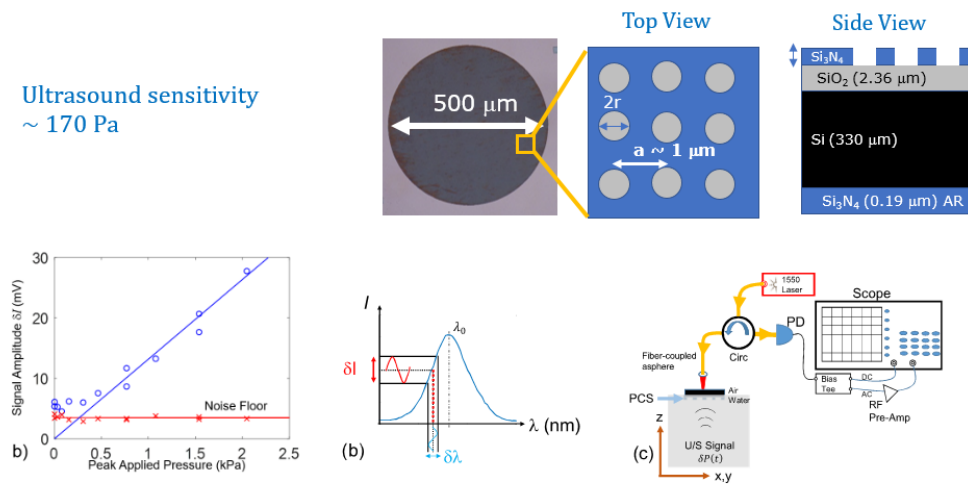 Ultrasound sensitivity
~ 170 Pa
500 μm
Top View
2r
a ~ 1 μm
Side View
Si₃N₄
SiO₂ (2.36 μm)
Si (330 μm)
Si₃N₄ (0.19 μm) AR
Signal Amplitude δI (mV)
30
20
10
0
0
0.5
1
1.5
2
2.5
Noise Floor
Peak Applied Pressure (kPa)
b)
I
λ₀
δI
λ (nm)
δλ
(b)
1550
Laser
Scope
PD
Circ
Fiber-coupled
asphere
Air
Water
PCS
z
U/S Signal
δP(t)
x,y
Bias
Tee
DC
AC
RF
Pre-Amp
(c)